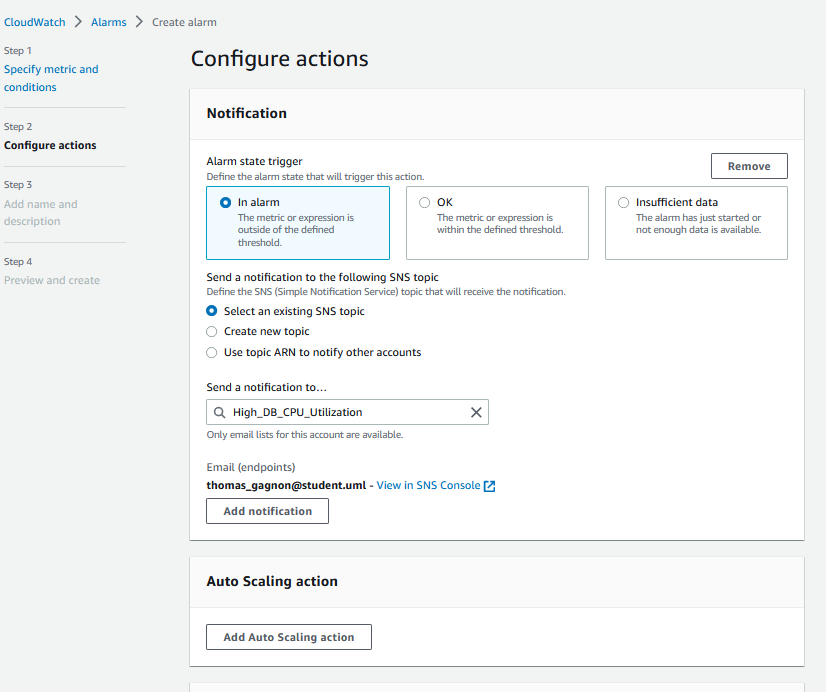 CloudWatch > Alarms > Create alarm
Step 1
Specify metric and
conditions
Step 2
Configure actions
Step 3
Add name and
description
Step 4
Preview and create
Configure actions
Notification
Alarm state trigger
Define the alarm state that will trigger this action.
Remove
In alarm
The metric or expression is
outside of the defined
threshold.
OK
The metric or expression is
within the defined threshold.
Insufficient data
The alarm has just started or
not enough data is available.
Send a notification to the following SNS topic
Define the SNS (Simple Notification Service) topic that will receive the notification.
Select an existing SNS topic
Create new topic
Use topic ARN to notify other accounts
Send a notification to…
High_DB_CPU_Utilization
Only email lists for this account are available.
Email (endpoints)
thomas_gagnon@student.uml - View in SNS Console
Add notification
Auto Scaling action
Add Auto Scaling action